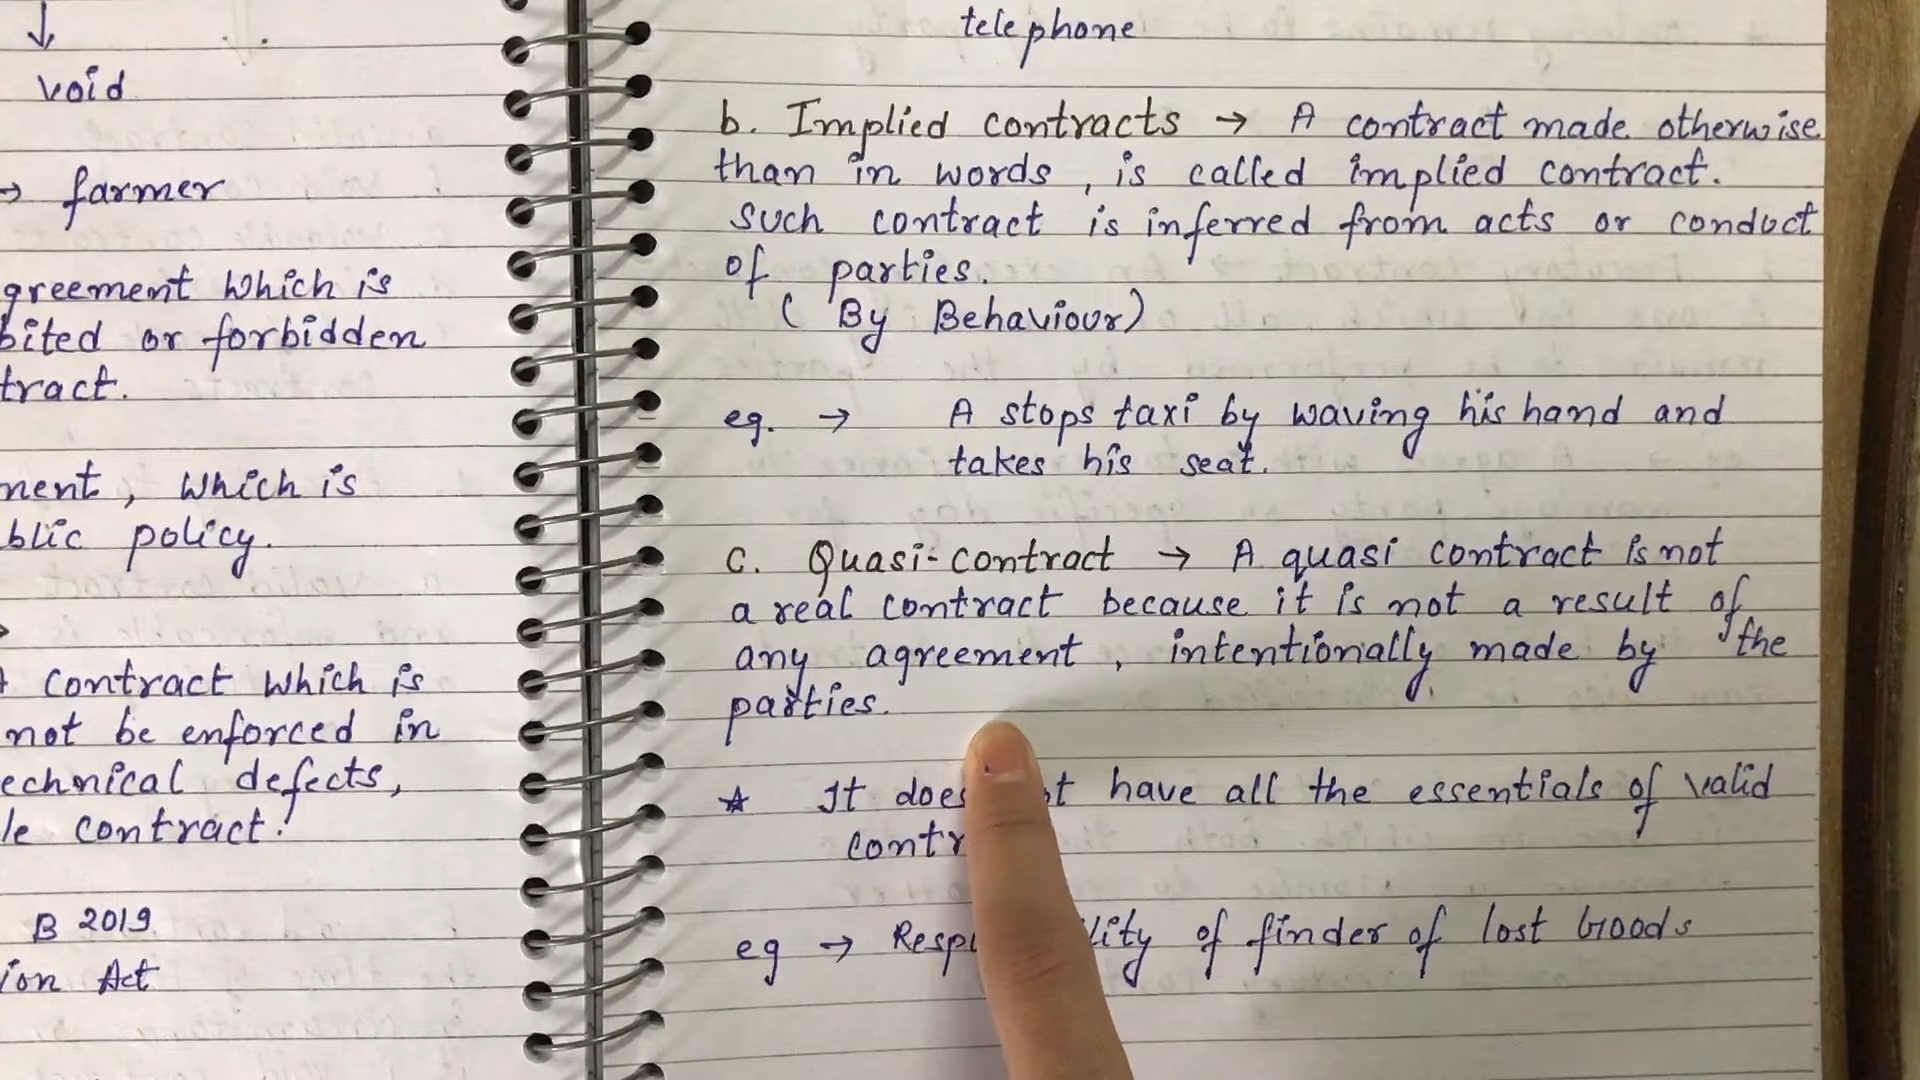 void
→ farmer
greement which is
bited or forbidden
tract.
ment, which is
blic policy.
contract which is
not be enforced in
echnical defects,
le contract!
B 2019
ion Act
telephone
b. Implied contracts → A contract made otherwise
than in words, is called implied contract.
Such contract is inferred from acts or conduct
of parties.
( By Behaviour)
eg. → A stops taxi by waving his hand and
takes his seat.
c. Quasi-contract → A quasi contract is not
a real contract because it is not a result of
any agreement, intentionally made by the
parties.
☆ It does t have all the essentials of valid
contr
eg → Resp lity of finder of lost Goods